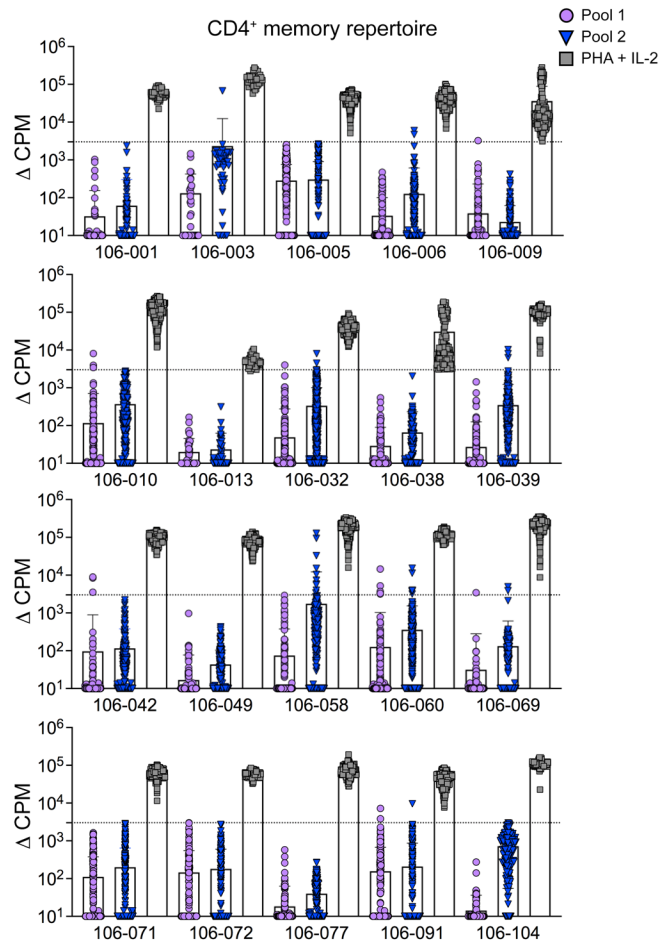 CD4⁺ memory repertoire
Pool 1
Pool 2
PHA + IL-2
Δ CPM
10⁶
10⁵
10⁴
10³
10²
10¹
106-001 106-003 106-005 106-006 106-009
Δ CPM
10⁶
10⁵
10⁴
10³
10²
10¹
106-010 106-013 106-032 106-038 106-039
Δ CPM
10⁶
10⁵
10⁴
10³
10²
10¹
106-042 106-049 106-058 106-060 106-069
Δ CPM
10⁶
10⁵
10⁴
10³
10²
10¹
106-071 106-072 106-077 106-091 106-104